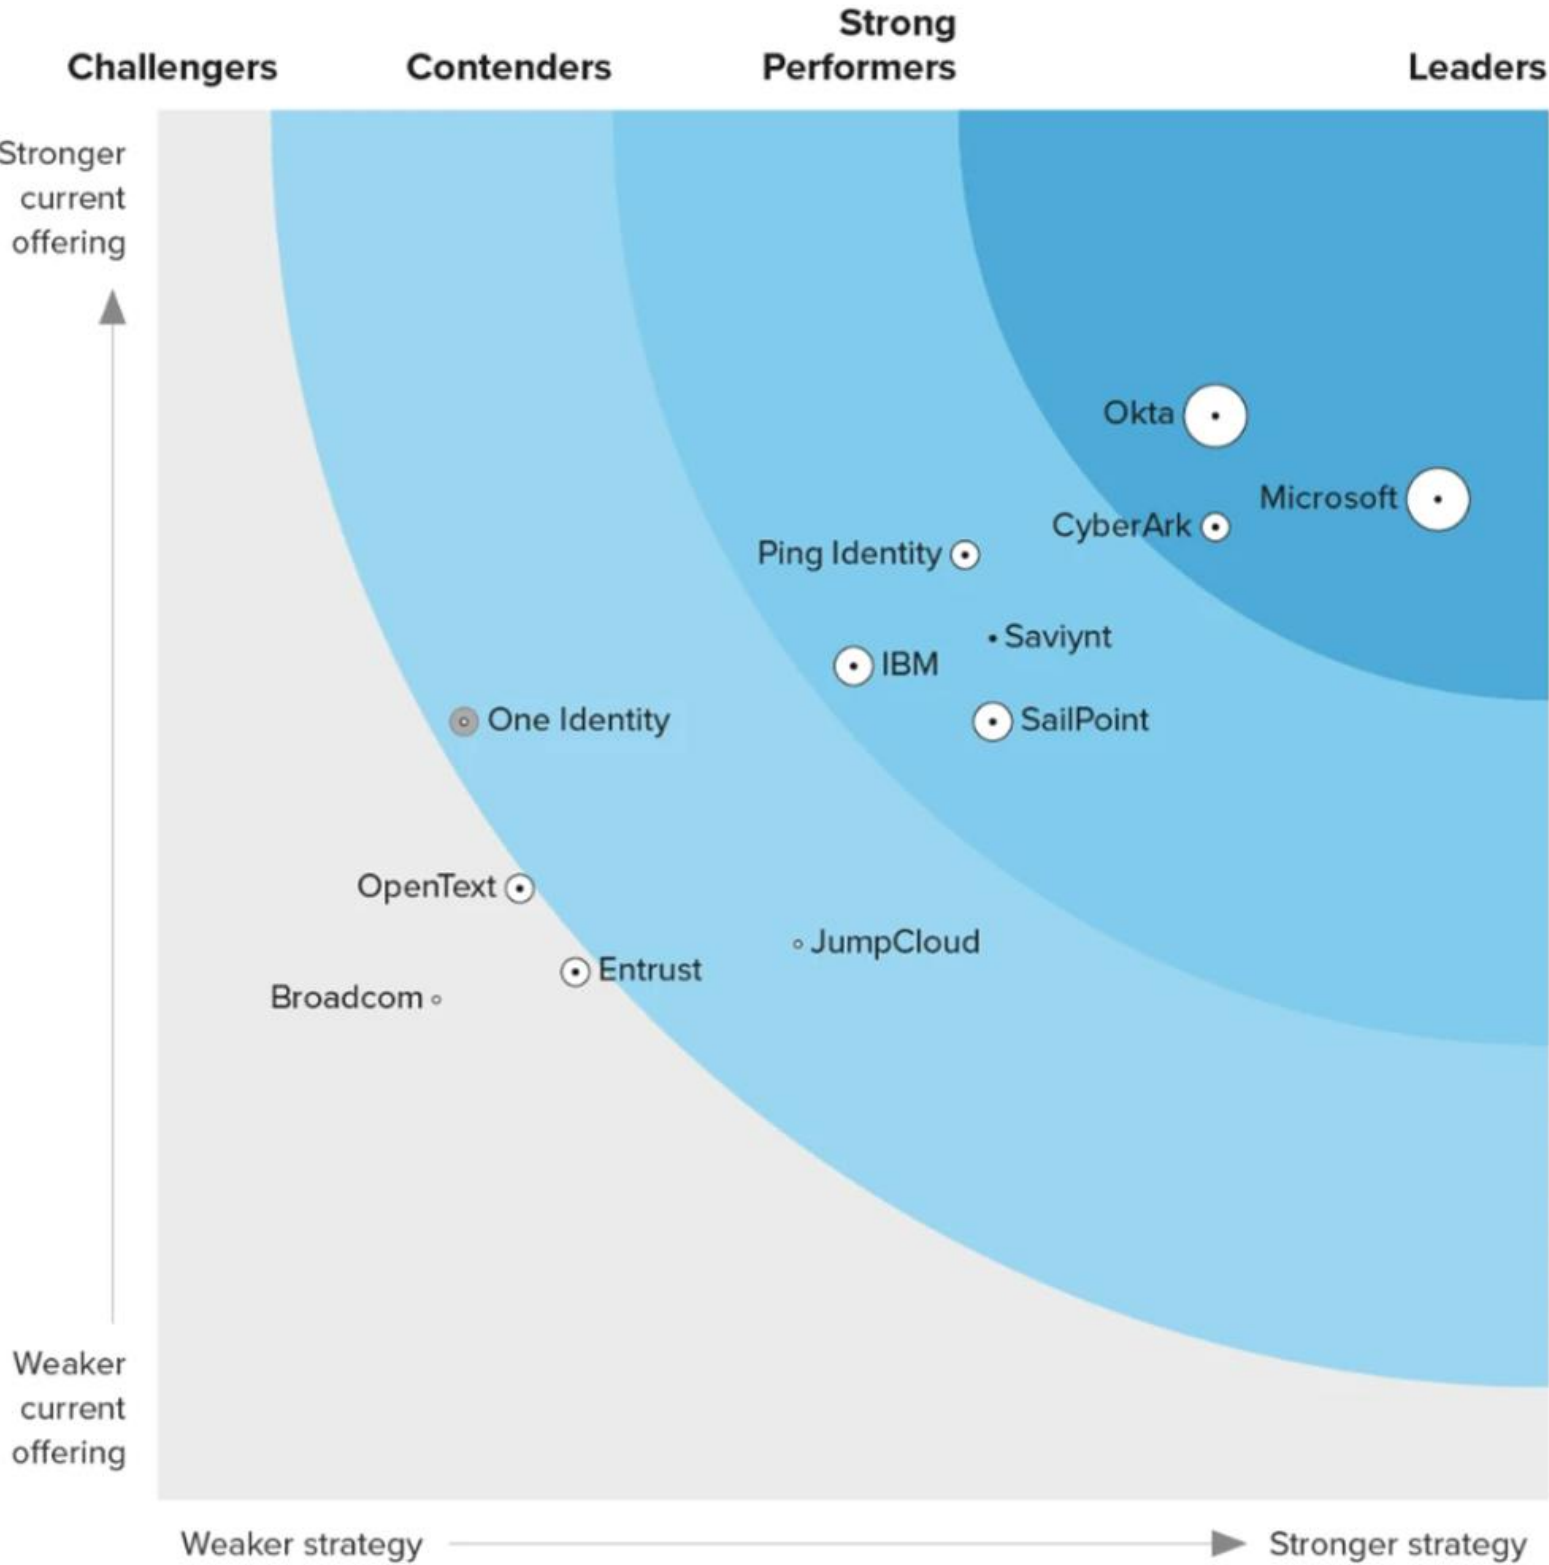 Strong
Challengers Contenders Performers Leaders
Stronger
current
offering
Okta
Microsoft
CyberArk
Ping Identity
Saviynt
IBM
One Identity
SailPoint
OpenText
JumpCloud
Entrust
Broadcom
Weaker
current
offering
Weaker strategy Stronger strategy